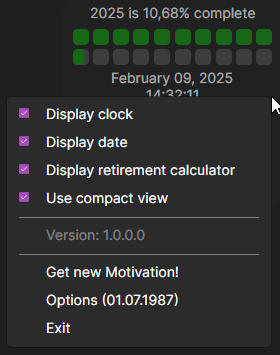 2025 is 10,68% complete
February 09, 2025
14:32:11
Display clock
Display date
Display retirement calculator
Use compact view
Version: 1.0.0.0
Get new Motivation!
Options (01.07.1987)
Exit